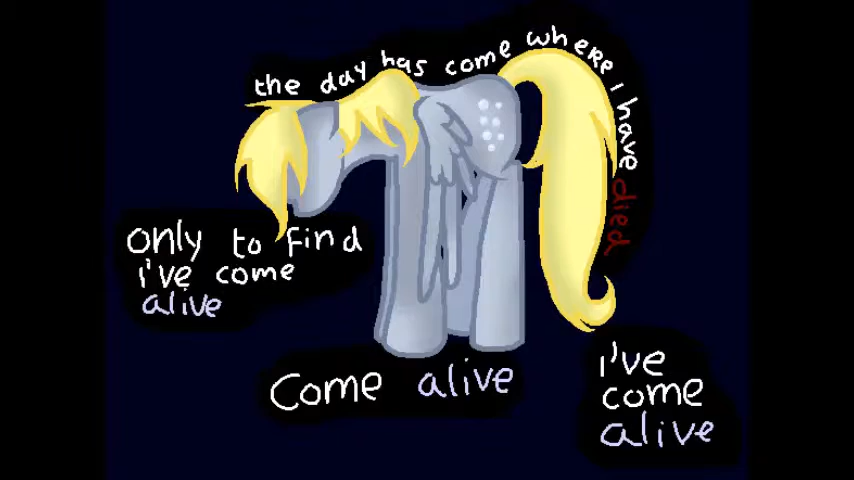 the day has come where i have died
only to find
i've come
alive
Come alive
i've
come
alive